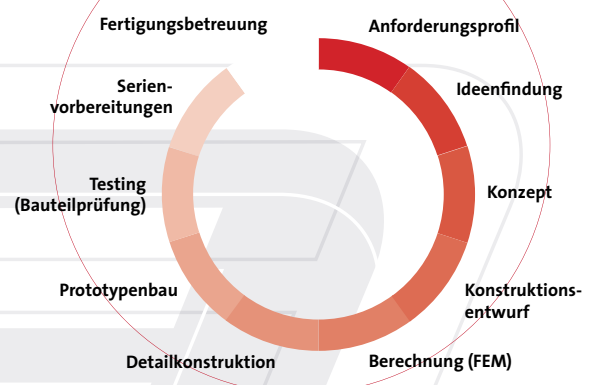 Anforderungsprofil
Ideenfindung
Konzept
Konstruktions-
entwurf
Berechnung (FEM)
Detailkonstruktion
Prototypenbau
Testing
(Bauteilprüfung)
Serien-
vorbereitungen
Fertigungsbetreuung